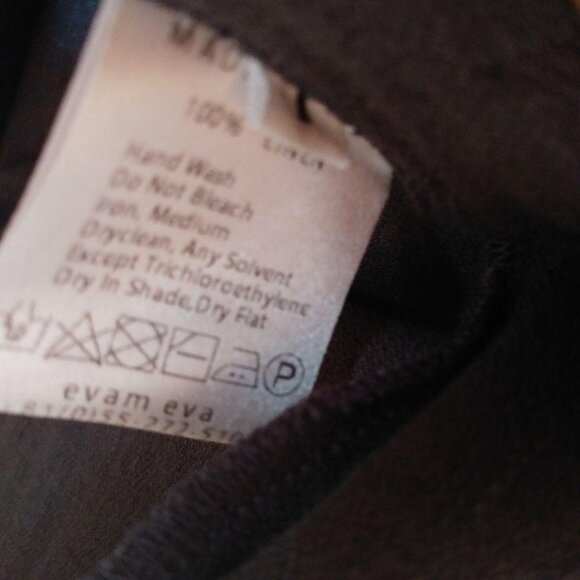 100% LINEN
Hand Wash
Do Not Bleach
Iron, Medium
Dryclean, Any Solvent
Except Trichloroethylene
Dry In Shade,Dry Flat
P
evam eva